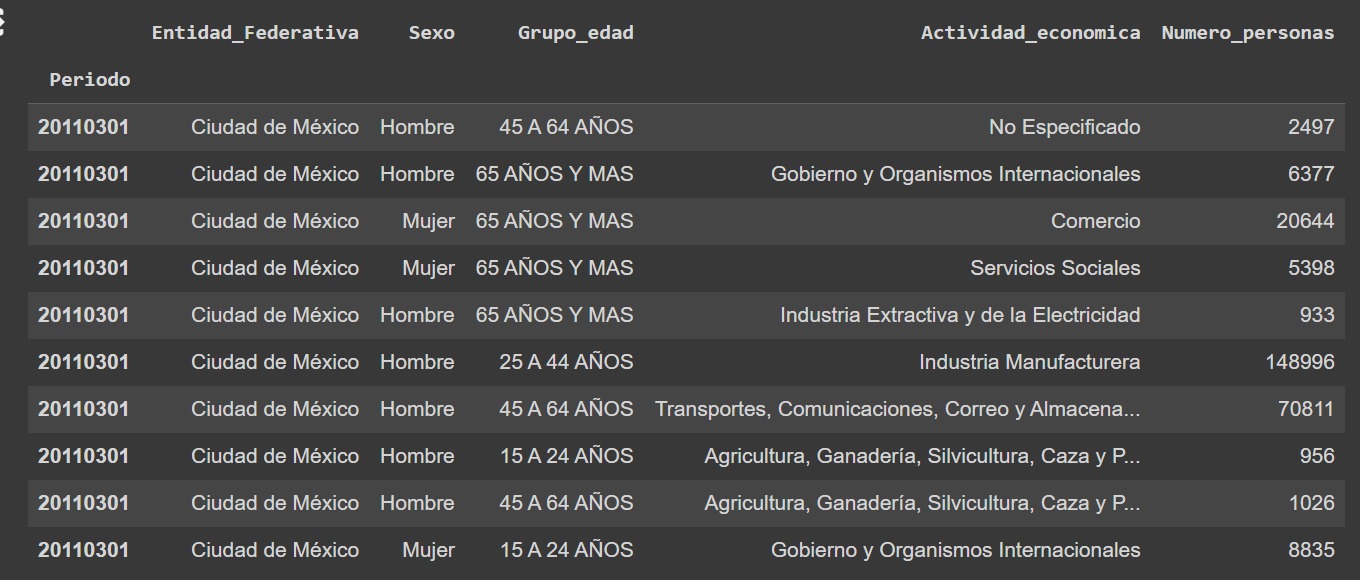 Entidad_Federativa Sexo Grupo_edad Actividad_economica Numero_personas
Periodo
20110301 Ciudad de México Hombre 45 A 64 AÑOS No Especificado 2497
20110301 Ciudad de México Hombre 65 AÑOS Y MAS Gobierno y Organismos Internacionales 6377
20110301 Ciudad de México Mujer 65 AÑOS Y MAS Comercio 20644
20110301 Ciudad de México Mujer 65 AÑOS Y MAS Servicios Sociales 5398
20110301 Ciudad de México Hombre 65 AÑOS Y MAS Industria Extractiva y de la Electricidad 933
20110301 Ciudad de México Hombre 25 A 44 AÑOS Industria Manufacturera 148996
20110301 Ciudad de México Hombre 45 A 64 AÑOS Transportes, Comunicaciones, Correo y Almacena... 70811
20110301 Ciudad de México Hombre 15 A 24 AÑOS Agricultura, Ganadería, Silvicultura, Caza y P... 956
20110301 Ciudad de México Hombre 45 A 64 AÑOS Agricultura, Ganadería, Silvicultura, Caza y P... 1026
20110301 Ciudad de México Mujer 15 A 24 AÑOS Gobierno y Organismos Internacionales 8835